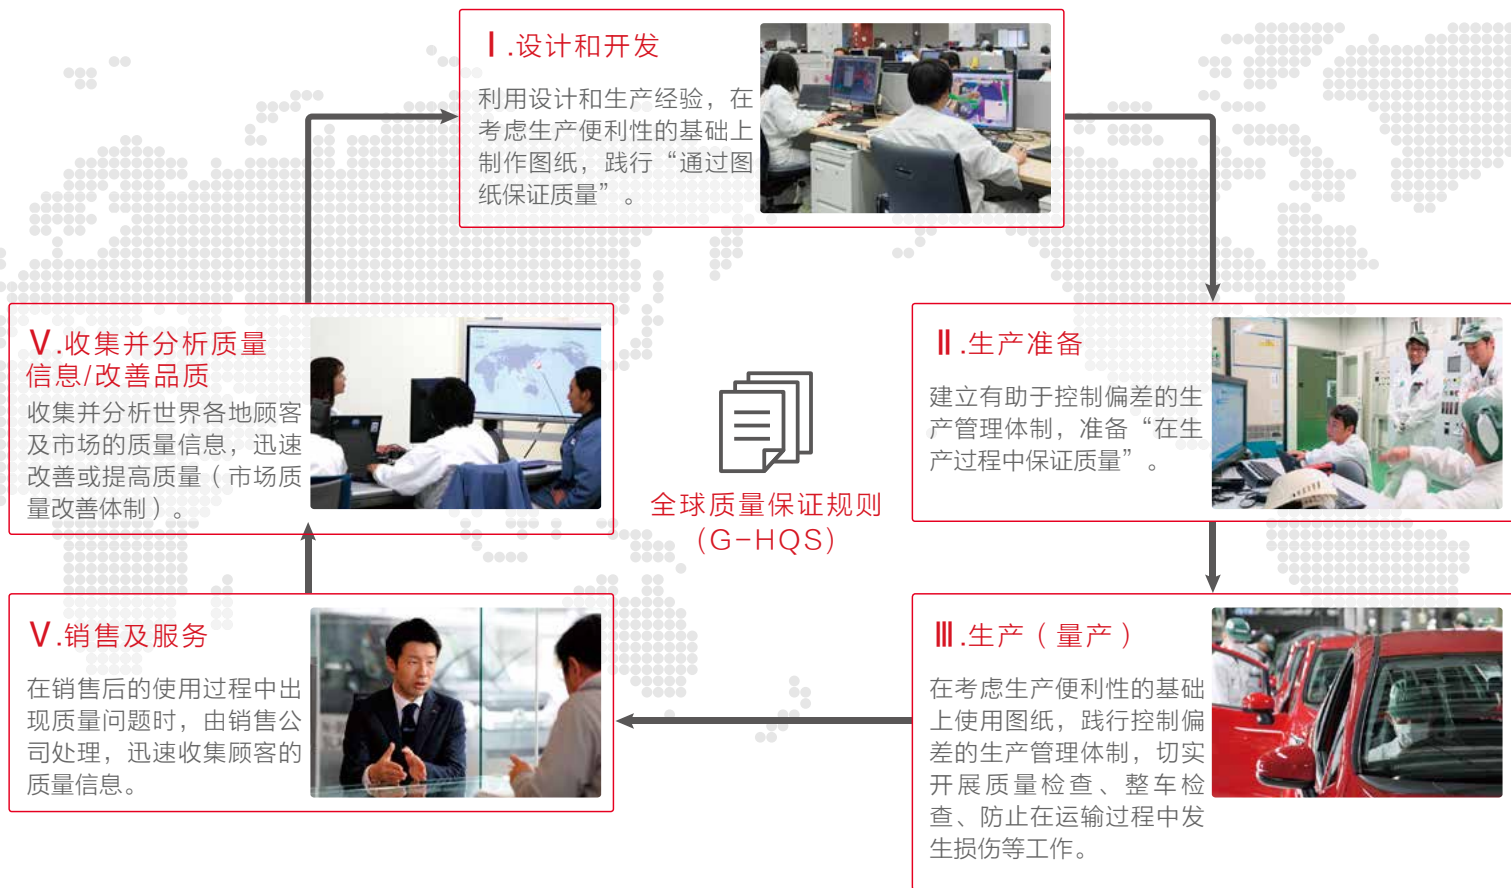 Ⅰ.设计和开发
利用设计和生产经验，在
考虑生产便利性的基础上
制作图纸，践行“通过图
纸保证质量”。
Ⅱ.生产准备
建立有助于控制偏差的生
产管理体制，准备“在生
产过程中保证质量”。
Ⅲ.生产（量产）
在考虑生产便利性的基础
上使用图纸，践行控制偏
差的生产管理体制，切实
开展质量检查、整车检
查、防止在运输过程中发
生损伤等工作。
Ⅴ.销售及服务
在销售后的使用过程中出
现质量问题时，由销售公
司处理，迅速收集顾客的
质量信息。
Ⅴ.收集并分析质量
信息/改善品质
收集并分析世界各地顾客
及市场的质量信息，迅速
改善或提高质量（市场质
量改善体制）。
全球质量保证规则
(G-HQS)